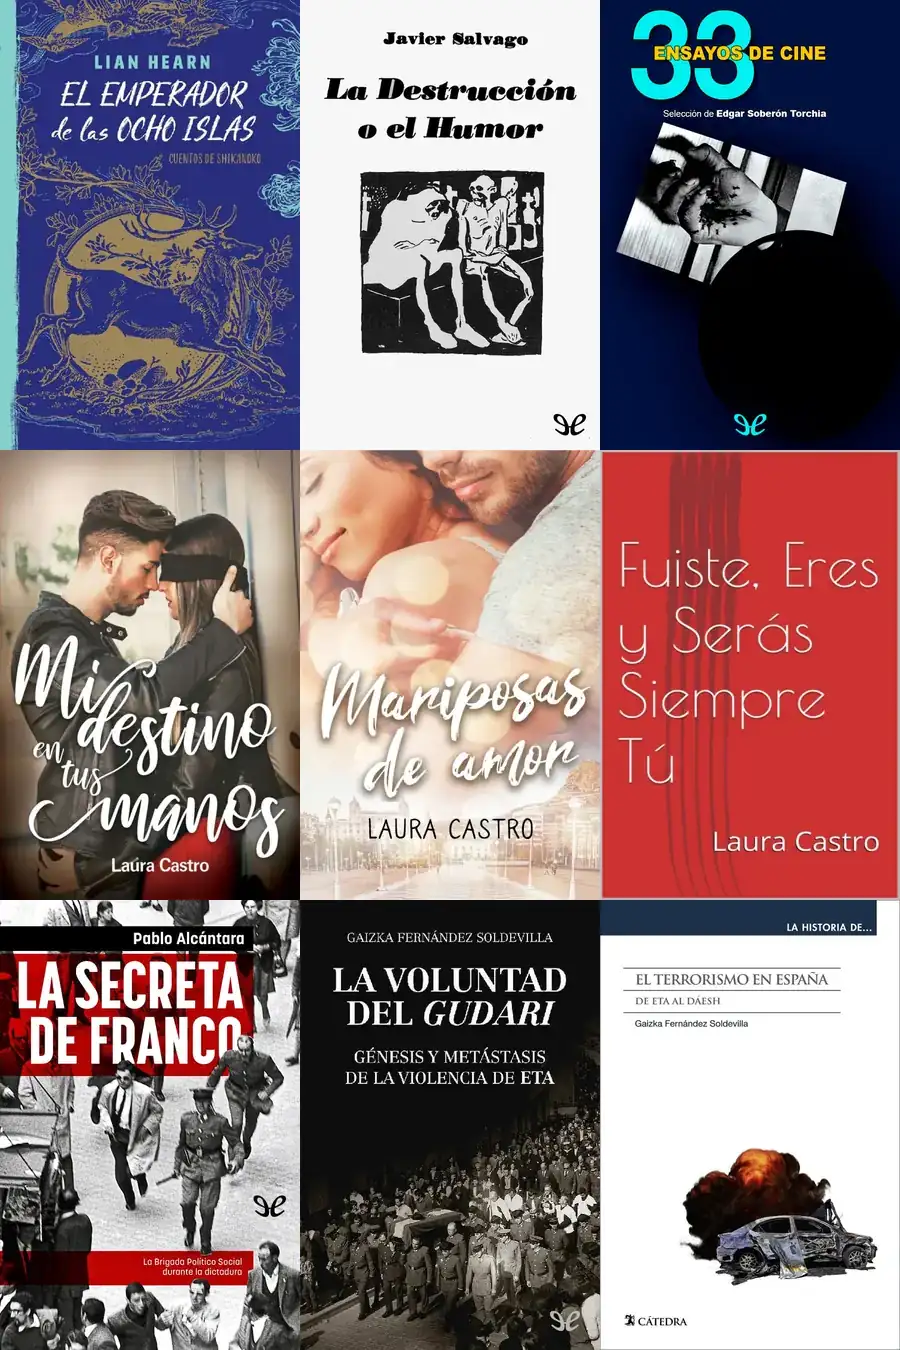 LIAN HEARN
EL EMPERADOR
de las OCHO ISLAS
CUENTOS DE SHIKANOKO
Javier Salvago
La Destrucción
o el Humor
33
ENSAYOS DE CINE
Selección de Edgar Soberón Torchia
Mi
destino
en tus
manos
Laura Castro
Mariposas
de amor
LAURA CASTRO
Fuiste, Eres
y Serás
Siempre
Tú
Laura Castro
Pablo Alcántara
LA SECRETA
DE FRANCO
La Brigada Político Social
durante la dictadura
GAIZKA FERNÁNDEZ SOLDEVILLA
LA VOLUNTAD
DEL GUDARI
GÉNESIS Y METÁSTASIS
DE LA VIOLENCIA DE ETA
LA HISTORIA DE...
EL TERRORISMO EN ESPAÑA
DE ETA AL DÁESH
Gaizka Fernández Soldevilla
CÁTEDRA